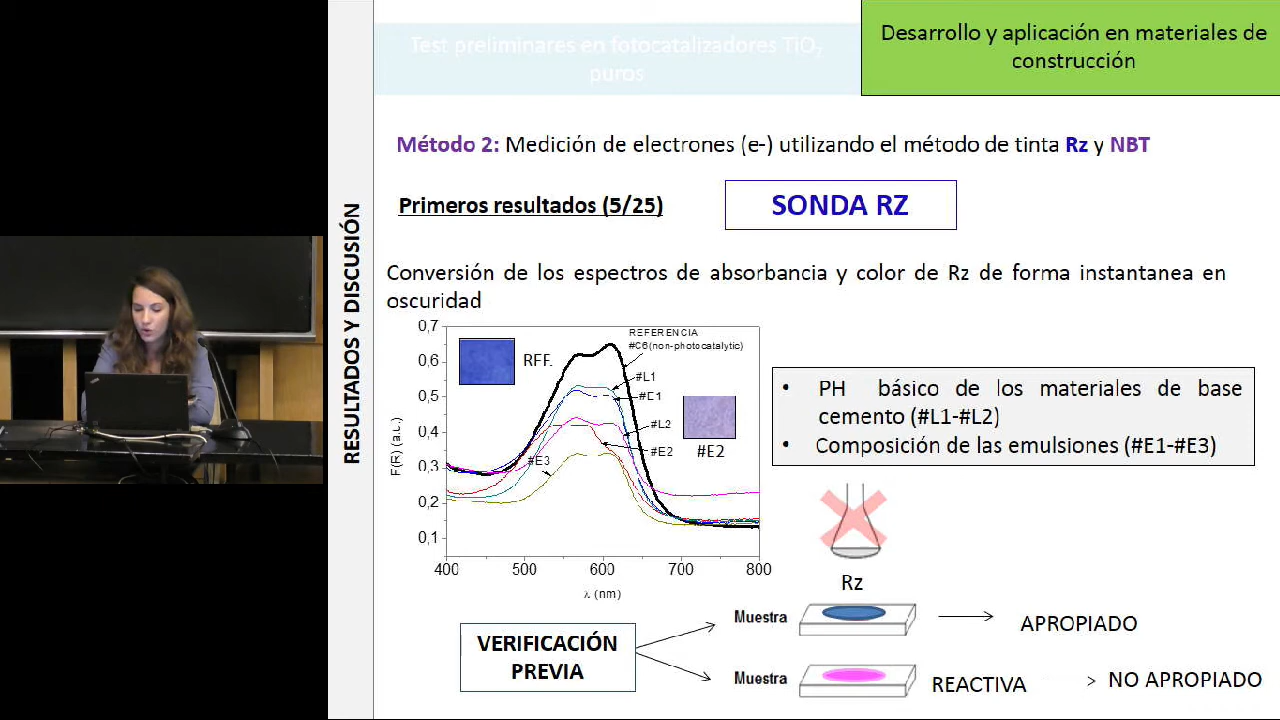 Test preliminares en fotocatalizadores TiO2
puros
Desarrollo y aplicación en materiales de
construcción
RESULTADOS Y DISCUSIÓN
Método 2: Medición de electrones (e-) utilizando el método de tinta Rz y NBT
Primeros resultados (5/25)
SONDA RZ
Conversión de los espectros de absorbancia y color de Rz de forma instantanea en
oscuridad
0,7
0,6
0,5
0,4
0,3
0,2
0,1
F(R) (a.u.)
400 500 600 700 800
λ (nm)
REFERENCIA
#C6(non-photocatalytic)
REF.
#L1
#E1
#L2
#E2
#E3
#E2
• PH básico de los materiales de base
cemento (#L1-#L2)
• Composición de las emulsiones (#E1-#E3)
Rz
VERIFICACIÓN
PREVIA
Muestra
APROPIADO
Muestra
REACTIVA
> NO APROPIADO